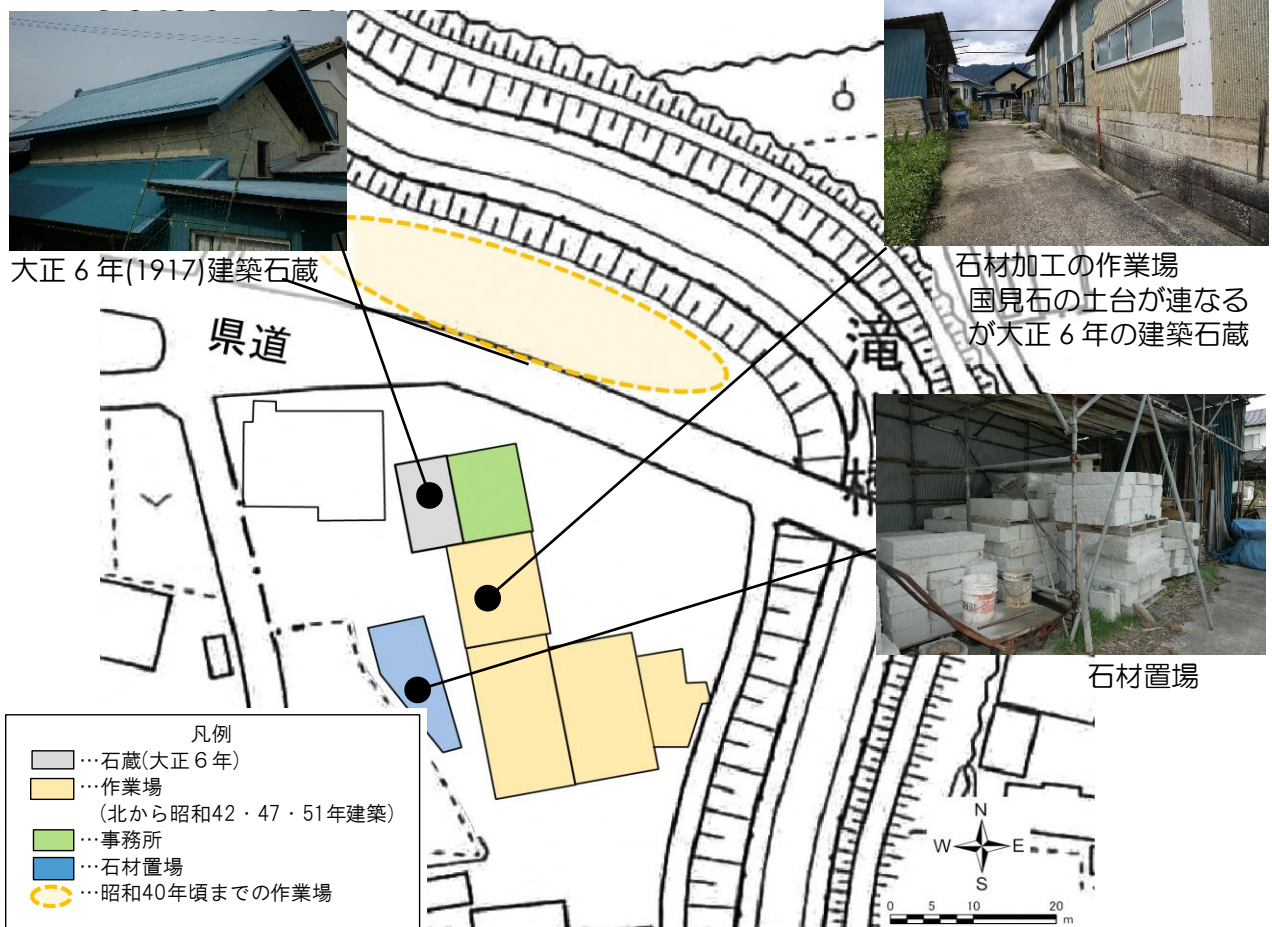 大正６年(1917)建築石蔵
石材加工の作業場
国見石の土台が連なる
が大正６年の建築石蔵
県道
滝
石材置場
凡例
…石蔵(大正６年)
…作業場
(北から昭和42・47・51年建築)
…事務所
…石材置場
…昭和40年頃までの作業場
N
W E
S
0 5 10 20
m